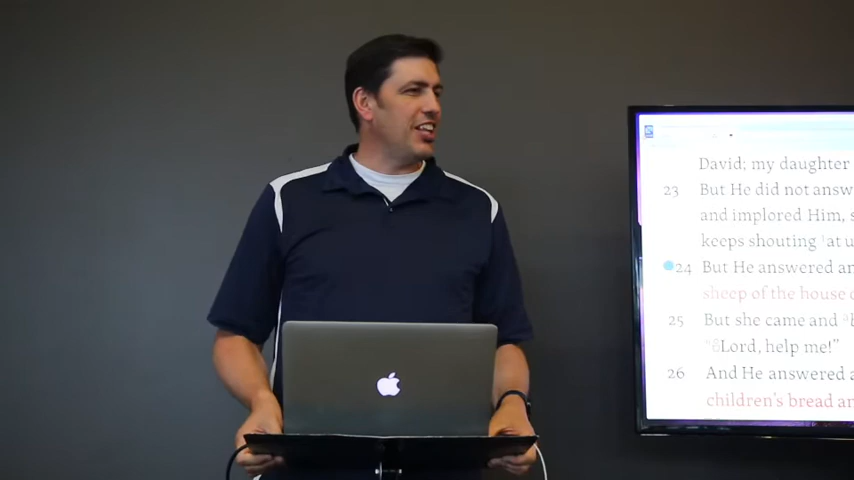 David; my daughter
23 But He did not answ
and implored Him, s
keeps shouting at u
24 But He answered an
sheep of the house
25 But she came and
"Lord, help me!"
26 And He answered a
children's bread an